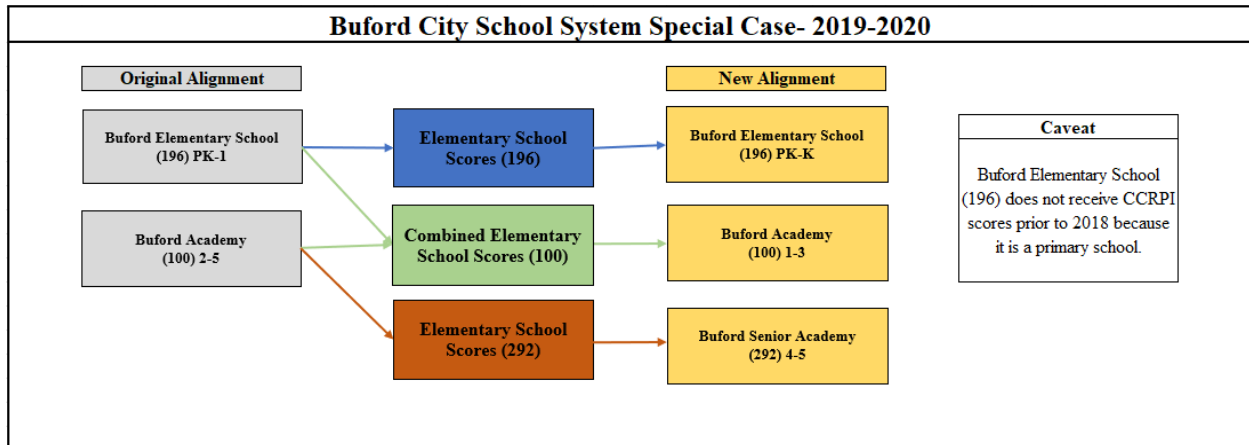 Buford City School System Special Case- 2019-2020
Original Alignment
New Alignment
Buford Elementary School
(196) PK-1
Elementary School
Scores (196)
Buford Elementary School
(196) PK-K
Buford Academy
(100) 2-5
Combined Elementary
School Scores (100)
Buford Academy
(100) 1-3
Elementary School
Scores (292)
Buford Senior Academy
(292) 4-5
Caveat
Buford Elementary School
(196) does not receive CCRPI
scores prior to 2018 because
it is a primary school.